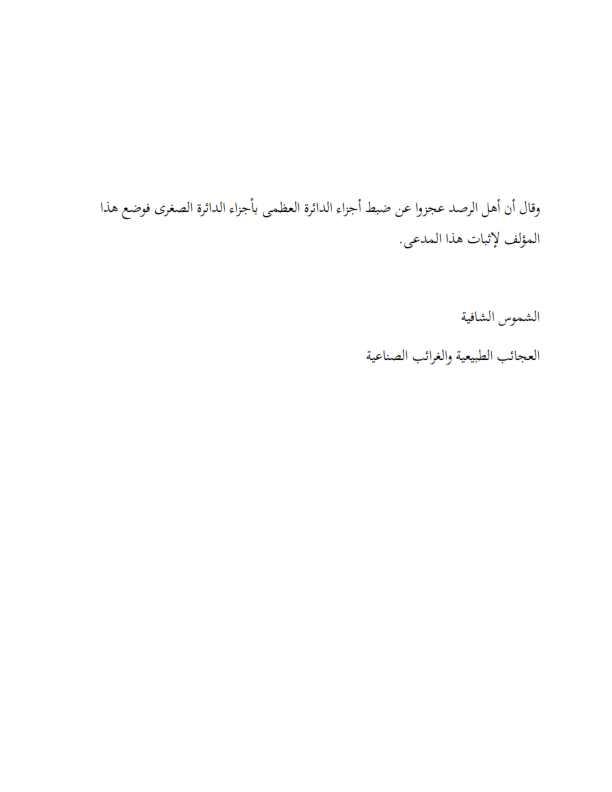 وقال أن أهل الرصد عجزوا عن ضبط أجزاء الدائرة العظمى بأجزاء الدائرة الصغرى فوضع هذا
المؤلف لإثبات هذا المدعى.
الشموس الشافية
العجائب الطبيعية والغرائب الصناعية